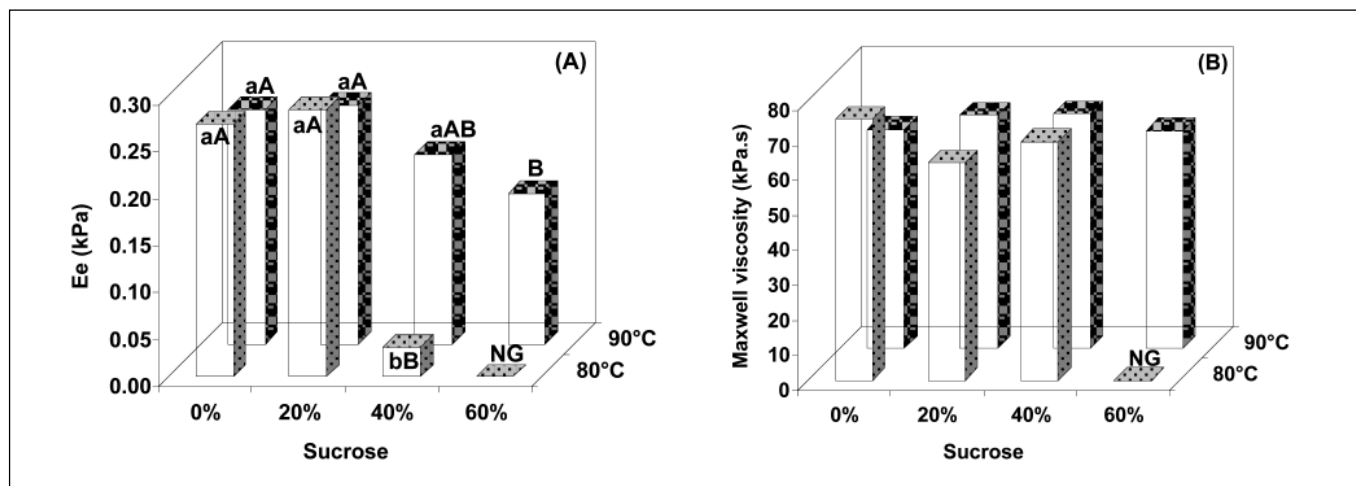 (A)
Ee (kPa)
0.30
0.25
0.20
0.15
0.10
0.05
0.00
aA
aA
aA
aA
aAB
B
bB
NG
90°C
80°C
0%
20%
40%
60%
Sucrose
(B)
Maxwell viscosity (kPa.s)
80
70
60
50
40
30
20
10
0
NG
90°C
80°C
0%
20%
40%
60%
Sucrose